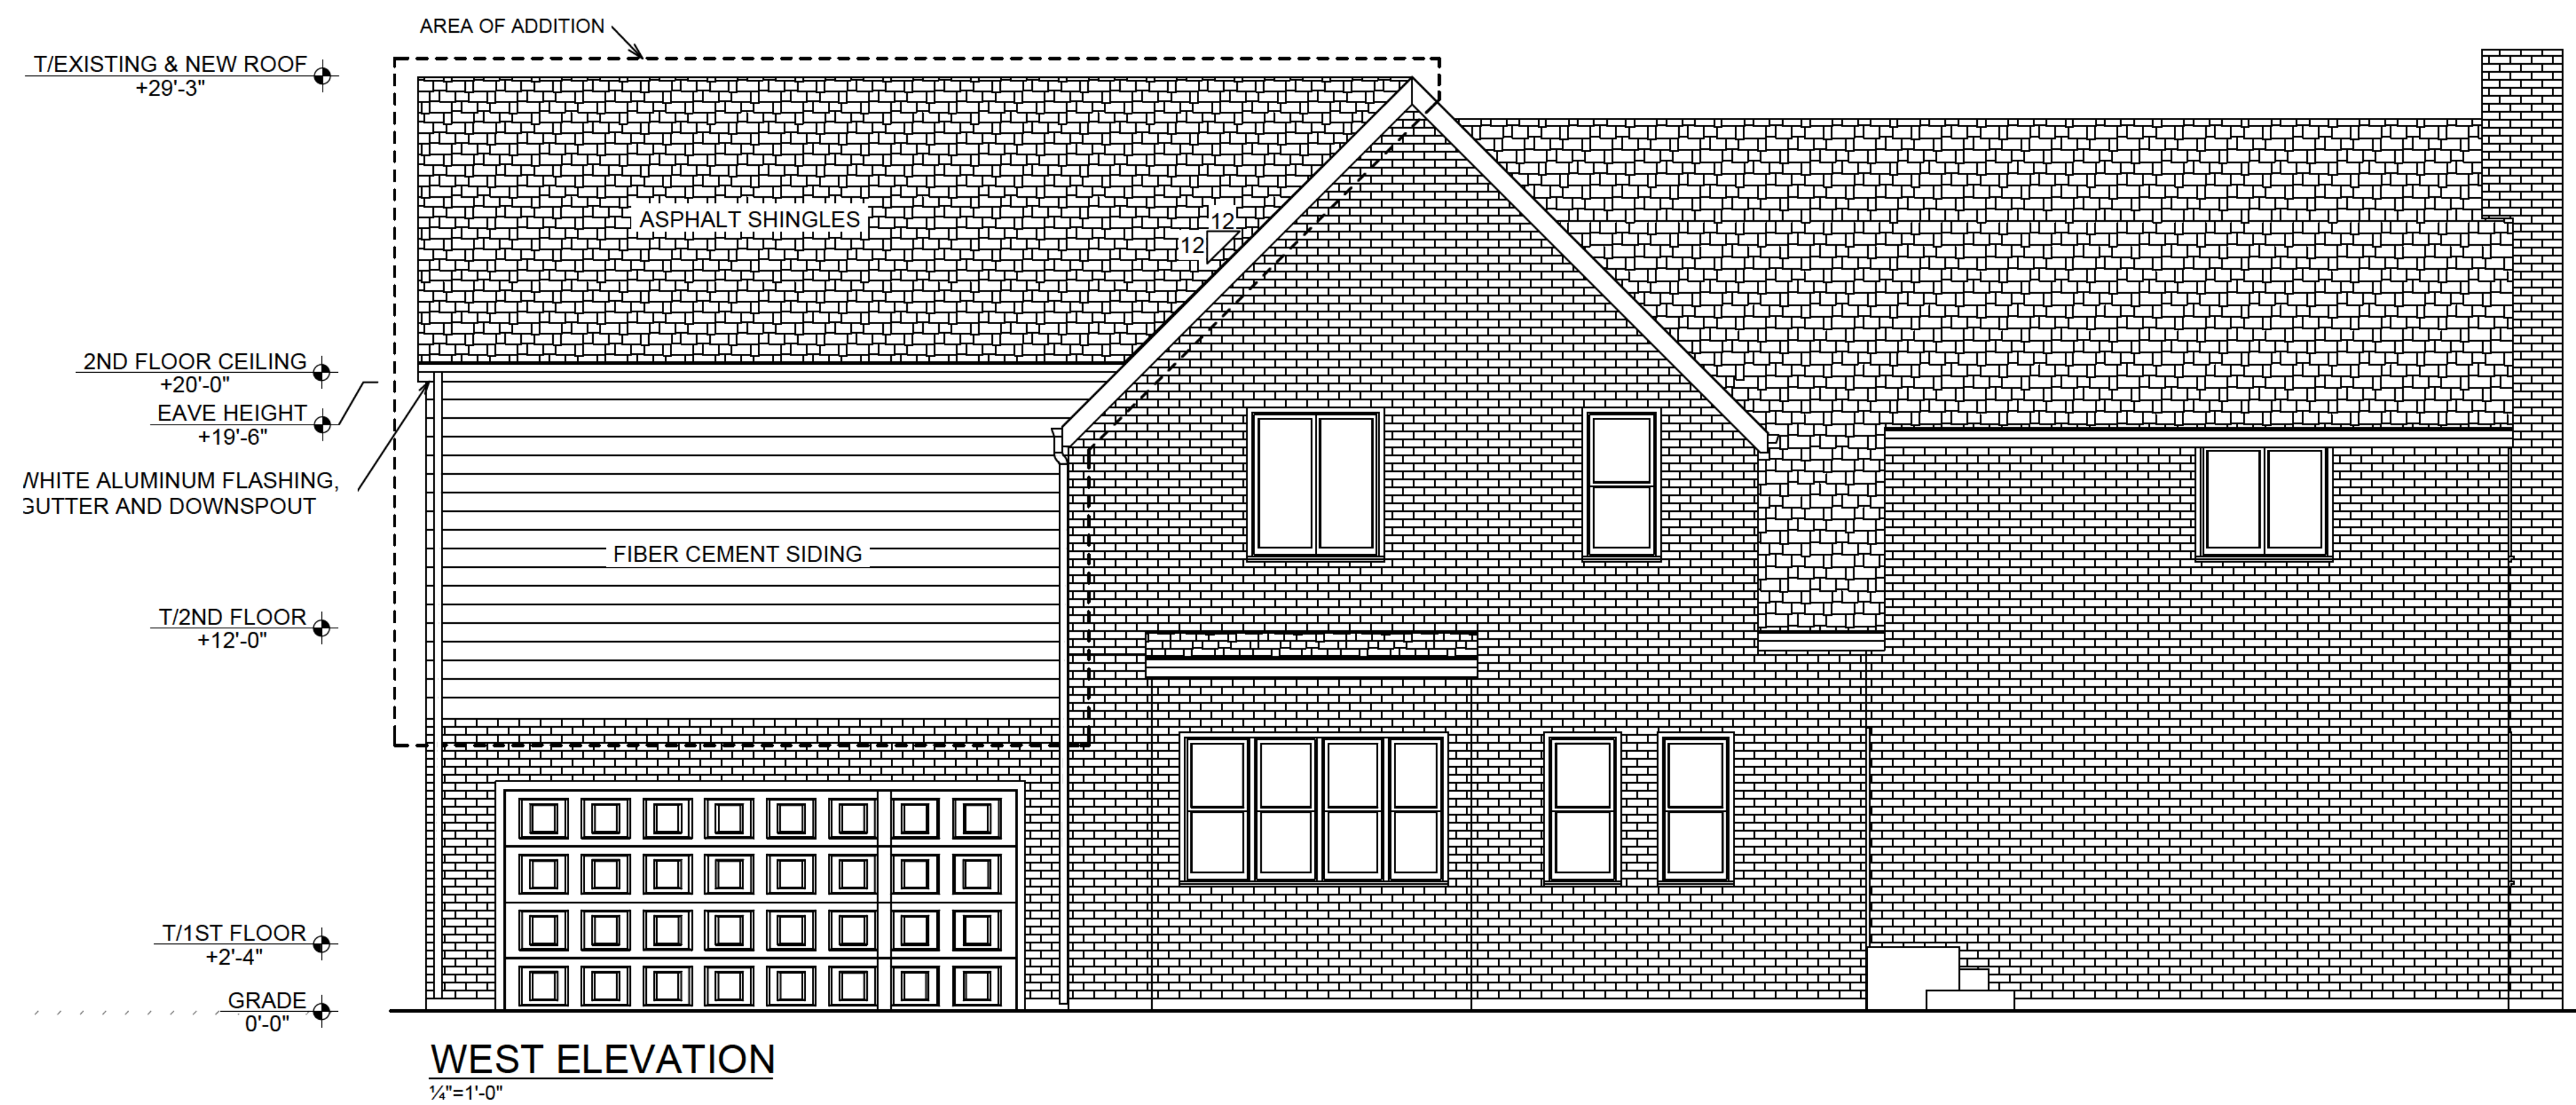 AREA OF ADDITION
T/EXISTING & NEW ROOF
+29'-3"
ASPHALT SHINGLES
12
12
2ND FLOOR CEILING
+20'-0"
EAVE HEIGHT
+19'-6"
WHITE ALUMINUM FLASHING,
GUTTER AND DOWNSPOUT
FIBER CEMENT SIDING
T/2ND FLOOR
+12'-0"
T/1ST FLOOR
+2'-4"
GRADE
0'-0"
WEST ELEVATION
¼"=1'-0"